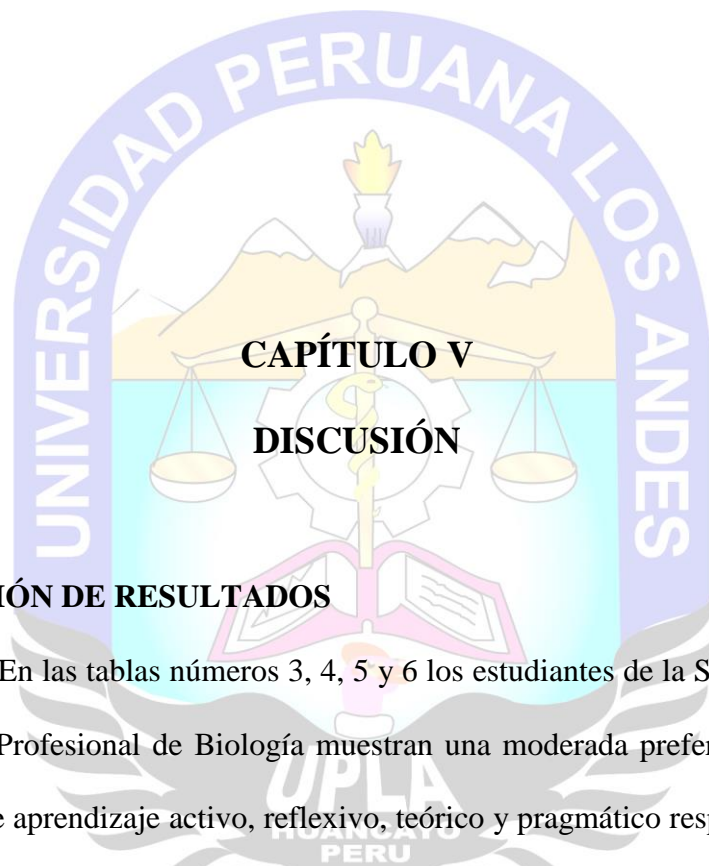 UNIVERSIDAD PERUANA LOS ANDES
CAPÍTULO V
DISCUSIÓN
IÓN DE RESULTADOS
En las tablas números 3, 4, 5 y 6 los estudiantes de la S
Profesional de Biología muestran una moderada prefer
e aprendizaje activo, reflexivo, teórico y pragmático resp
UPLA
HUANCAYO
PERU